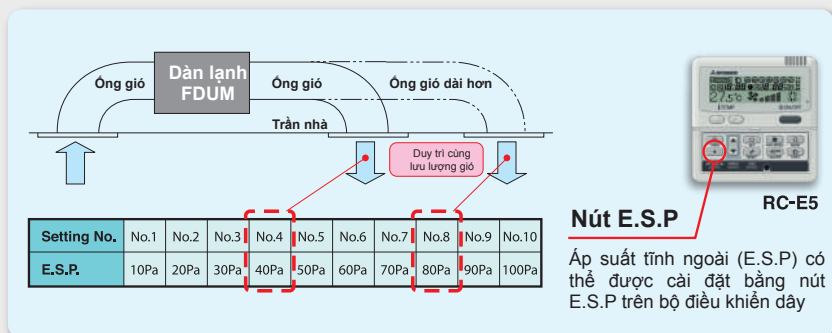 Ống gió
Dàn lạnh
FDUM
Ống gió
Ống gió dài hơn
Trần nhà
Duy trì cùng
lưu lượng gió
Setting No. No.1 No.2 No.3 No.4 No.5 No.6 No.7 No.8 No.9 No.10
E.S.P. 10Pa 20Pa 30Pa 40Pa 50Pa 60Pa 70Pa 80Pa 90Pa 100Pa
TEMP
ON/OFF
RC-E5
Nút E.S.P
Áp suất tĩnh ngoài (E.S.P) có
thể được cài đặt bằng nút
E.S.P trên bộ điều khiển dây